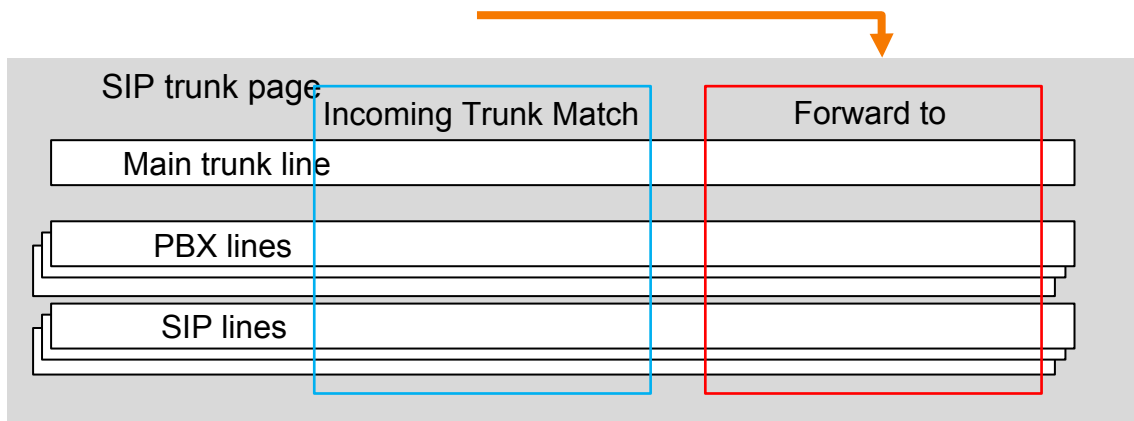 SIP trunk page
Incoming Trunk Match
Forward to
Main trunk line
PBX lines
SIP lines